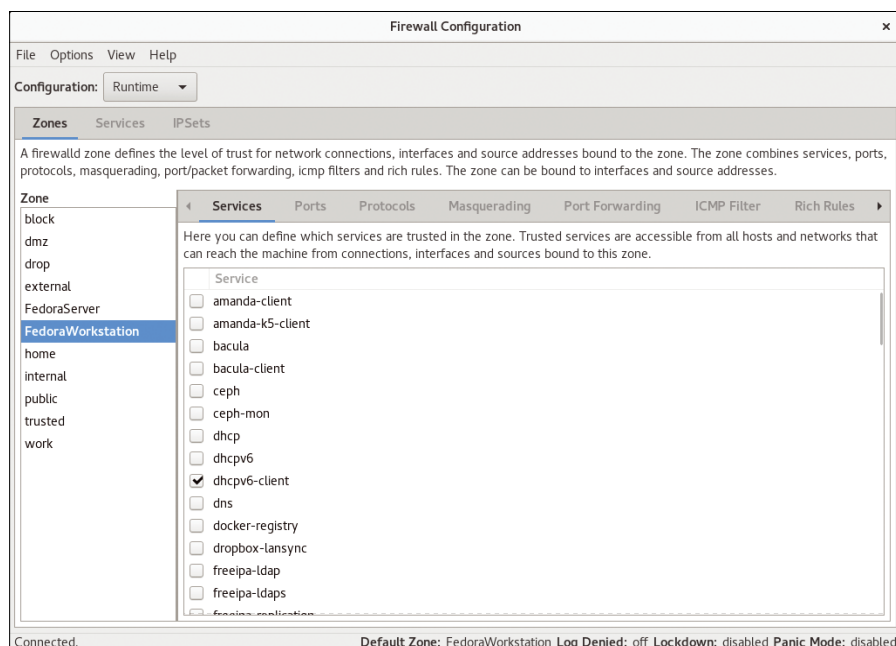 Firewall Configuration ×
File Options View Help
Configuration: Runtime
Zones Services IPSets
A firewalld zone defines the level of trust for network connections, interfaces and source addresses bound to the zone. The zone combines services, ports,
protocols, masquerading, port/packet forwarding, icmp filters and rich rules. The zone can be bound to interfaces and source addresses.
Zone
block
dmz
drop
external
FedoraServer
FedoraWorkstation
home
internal
public
trusted
work
Services Ports Protocols Masquerading Port Forwarding ICMP Filter Rich Rules
Here you can define which services are trusted in the zone. Trusted services are accessible from all hosts and networks that
can reach the machine from connections, interfaces and sources bound to this zone.
Service
amanda-client
amanda-k5-client
bacula
bacula-client
ceph
ceph-mon
dhcp
dhcpv6
dhcpv6-client
dns
docker-registry
dropbox-lansync
freeipa-ldap
freeipa-ldaps
freeipa-replication
Connected. Default Zone: FedoraWorkstation Log Denied: off Lockdown: disabled Panic Mode: disabled